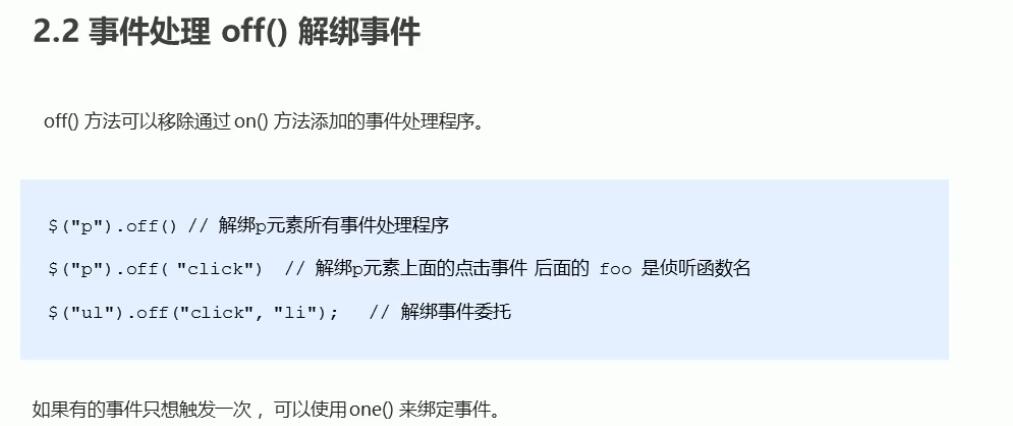 2.2 事件处理 off() 解绑事件
off() 方法可以移除通过 on() 方法添加的事件处理程序。
$("p").off() // 解绑p元素所有事件处理程序
$("p").off( "click")  // 解绑p元素上面的点击事件 后面的 foo 是侦听函数名
$("ul").off("click", "li");   // 解绑事件委托
如果有的事件只想触发一次， 可以使用one() 来绑定事件。